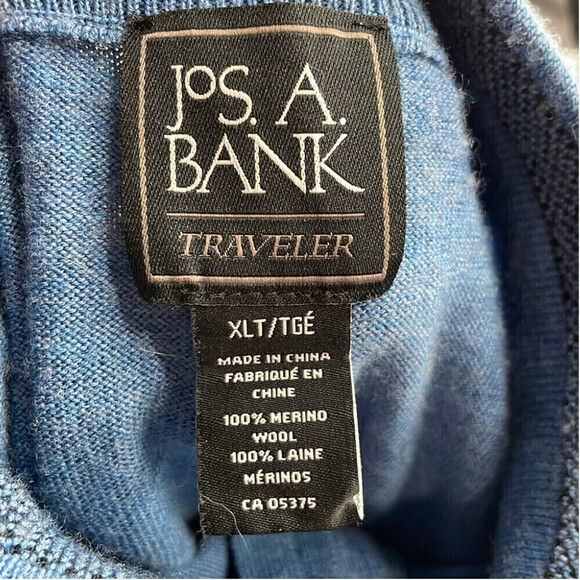 JOS. A.
BANK
TRAVELER
XLT/TGÉ
MADE IN CHINA
FABRIQUÉ EN
CHINE
100% MERINO
WOOL
100% LAINE
MÉRINOS
CA 05375